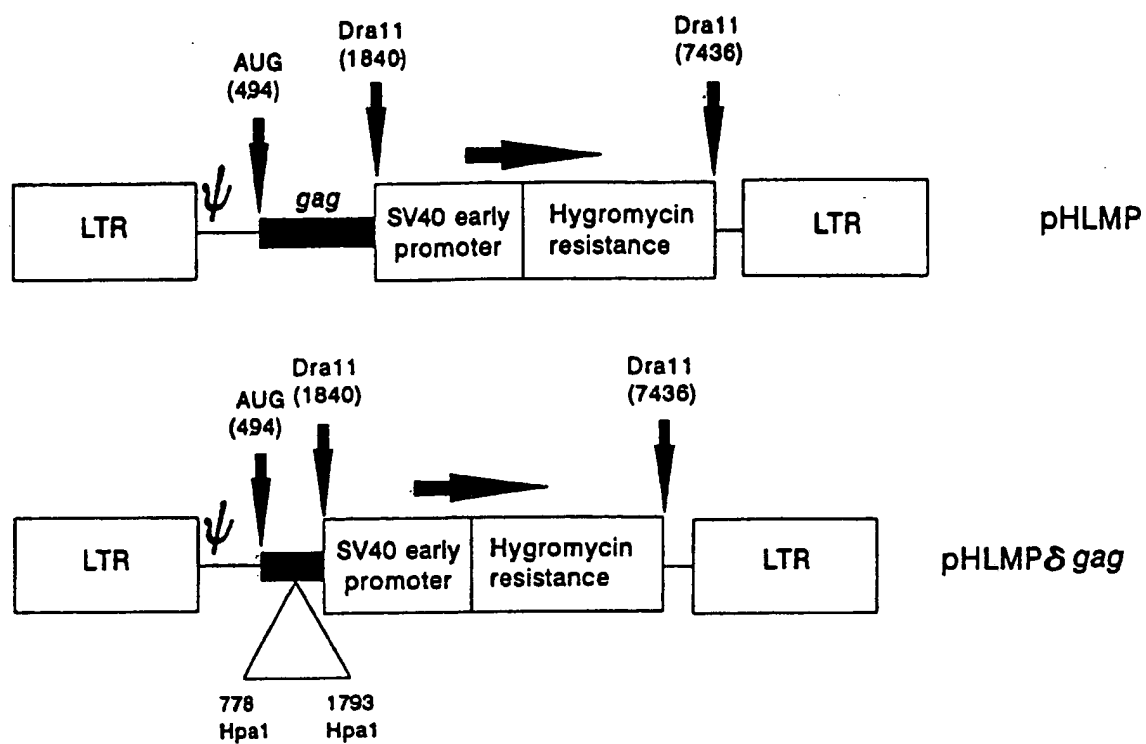 Dra11
(1840)
Dra11
(7436)
AUG
(494)
ψ
gag
LTR
SV40 early
promoter
Hygromycin
resistance
LTR
pHLMP
Dra11
(1840)
Dra11
(7436)
AUG
(494)
ψ
LTR
SV40 early
promoter
Hygromycin
resistance
LTR
pHLMPδ gag
778
Hpa1
1793
Hpa1